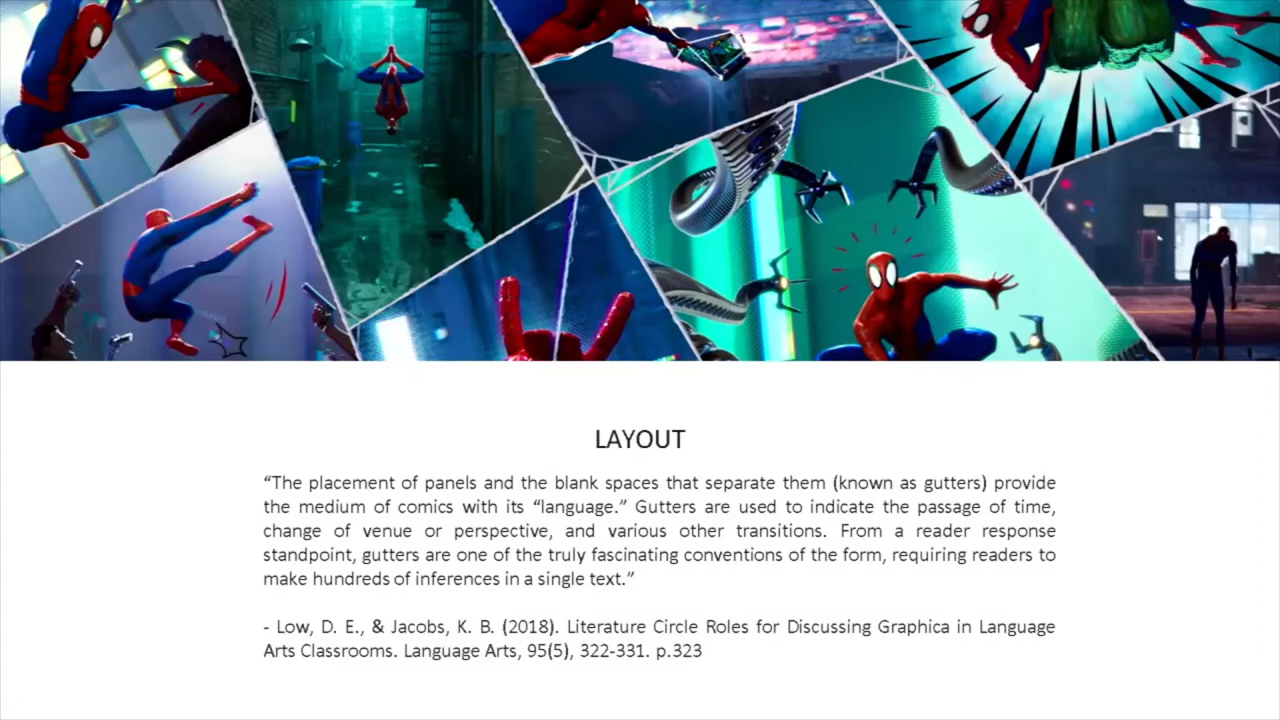 LAYOUT
“The placement of panels and the blank spaces that separate them (known as gutters) provide
the medium of comics with its “language.” Gutters are used to indicate the passage of time,
change of venue or perspective, and various other transitions. From a reader response
standpoint, gutters are one of the truly fascinating conventions of the form, requiring readers to
make hundreds of inferences in a single text.”
- Low, D. E., & Jacobs, K. B. (2018). Literature Circle Roles for Discussing Graphica in Language
Arts Classrooms. Language Arts, 95(5), 322-331. p.323